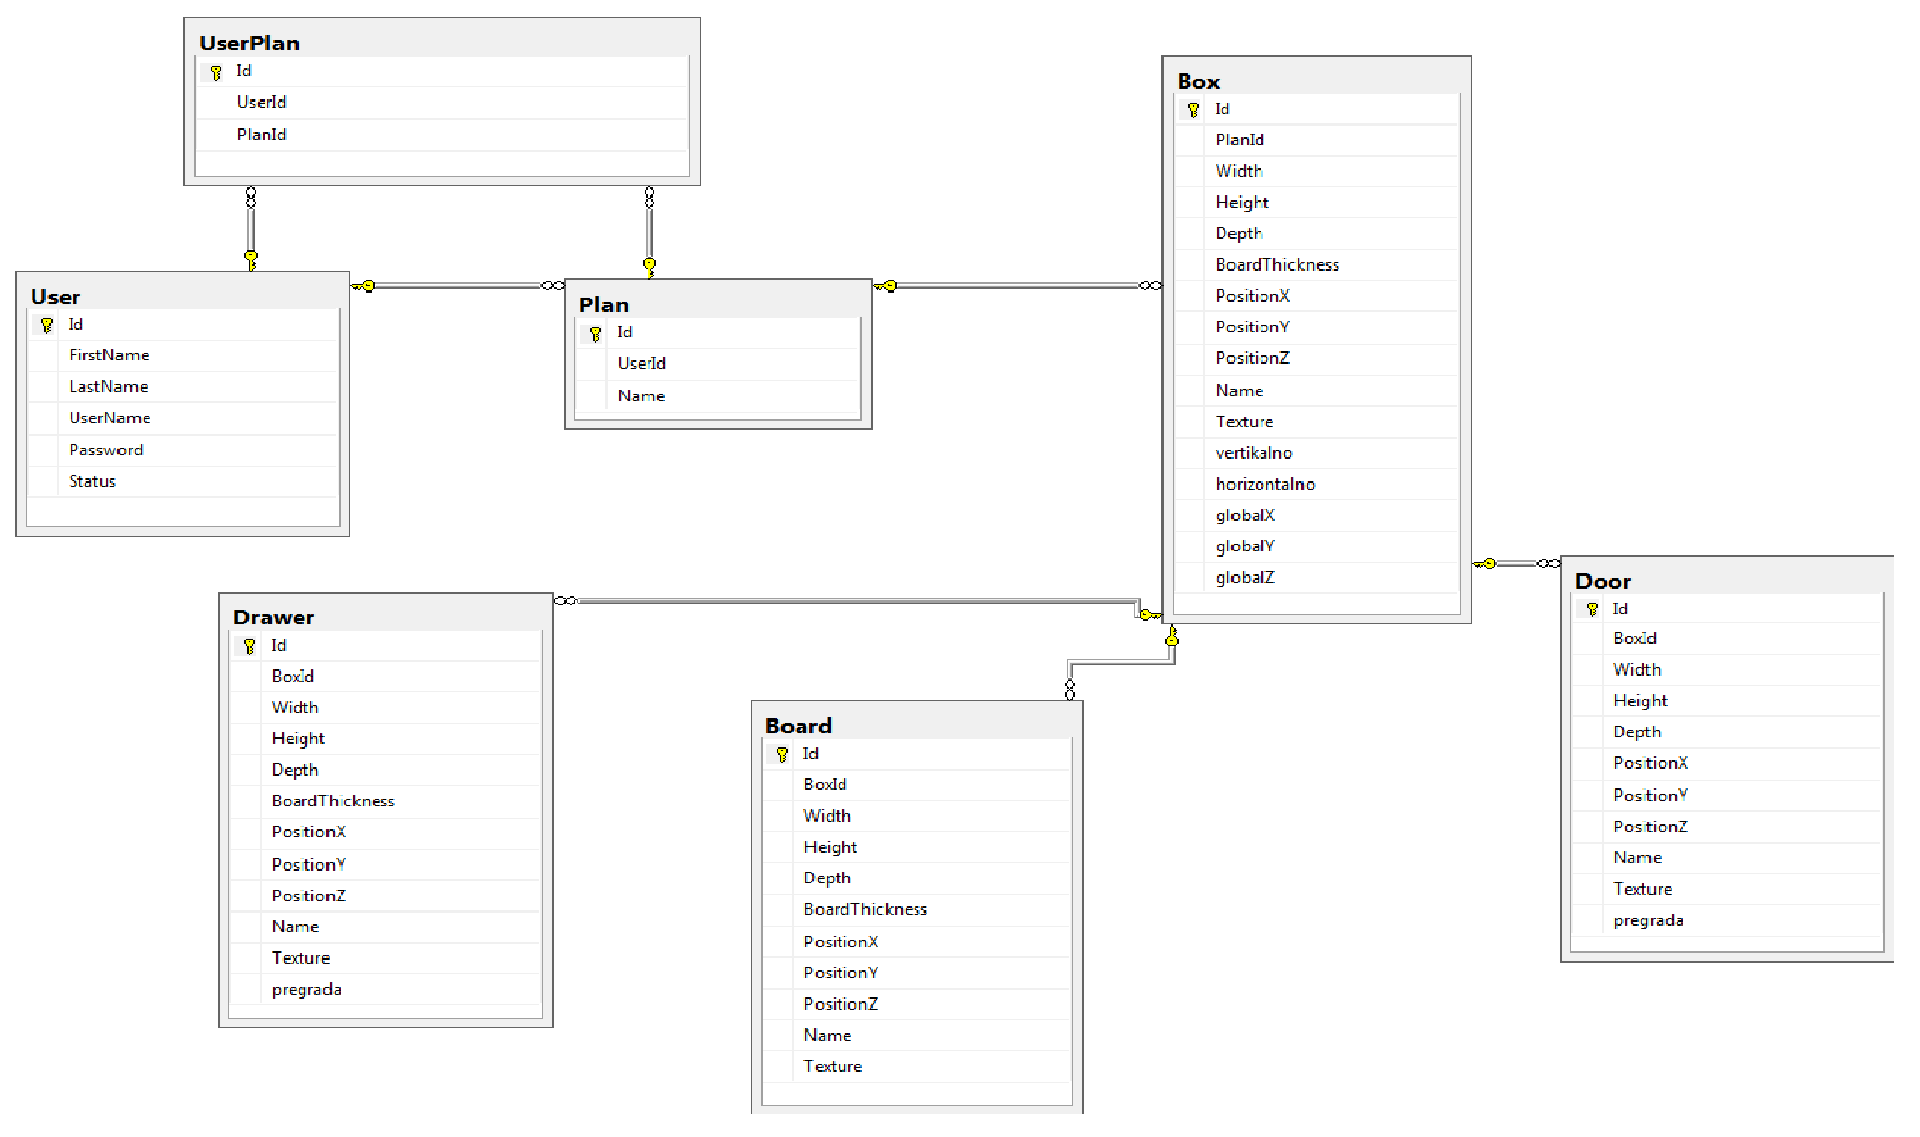 UserPlan
Id
UserId
PlanId
User
Id
FirstName
LastName
UserName
Password
Status
Plan
Id
UserId
Name
Box
Id
PlanId
Width
Height
Depth
BoardThickness
PositionX
PositionY
PositionZ
Name
Texture
vertikalno
horizontalno
globalX
globalY
globalZ
Drawer
Id
BoxId
Width
Height
Depth
BoardThickness
PositionX
PositionY
PositionZ
Name
Texture
pregrada
Board
Id
BoxId
Width
Height
Depth
BoardThickness
PositionX
PositionY
PositionZ
Name
Texture
Door
Id
BoxId
Width
Height
Depth
PositionX
PositionY
PositionZ
Name
Texture
pregrada